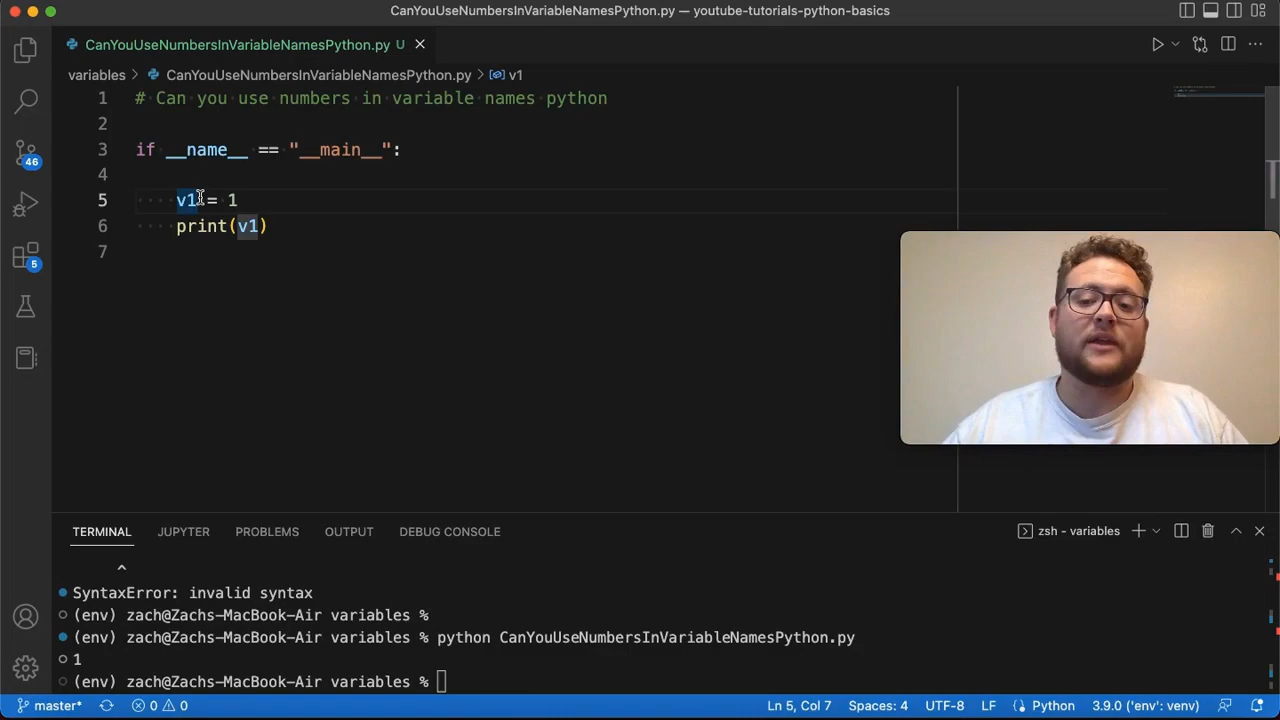 CanYouUseNumbersInVariableNamesPython.py — youtube-tutorials-python-basics
CanYouUseNumbersInVariableNamesPython.py U
variables > CanYouUseNumbersInVariableNamesPython.py > v1
1 # Can you use numbers in variable names python
2
3 if __name__ == "__main__":
4
5 v1 = 1
6 print(v1)
7
46
5
TERMINAL JUPYTER PROBLEMS OUTPUT DEBUG CONSOLE zsh - variables
^
SyntaxError: invalid syntax
(env) zach@Zachs-MacBook-Air variables %
(env) zach@Zachs-MacBook-Air variables % python CanYouUseNumbersInVariableNamesPython.py
1
(env) zach@Zachs-MacBook-Air variables %
master* 0 0 Ln 5, Col 7 Spaces: 4 UTF-8 LF Python 3.9.0 ('env': venv)